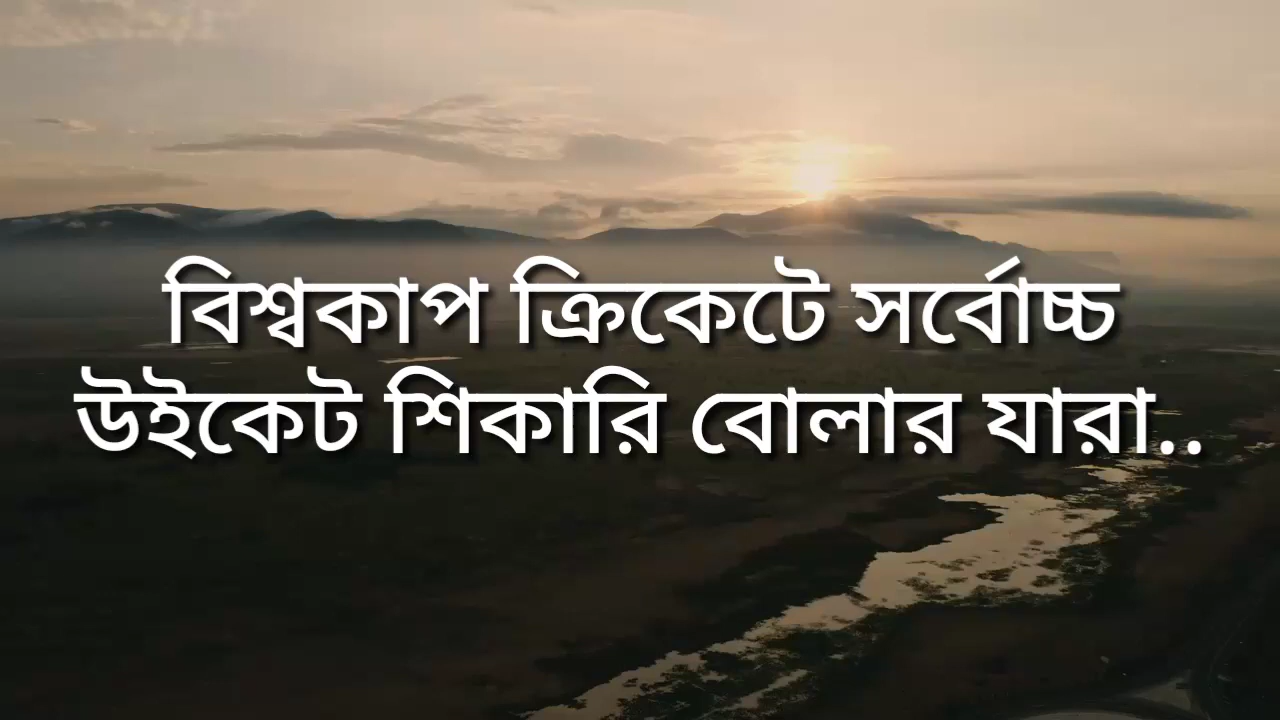 বিশ্বকাপ ক্রিকেটে সর্বোচ্চ
উইকেট শিকারি বোলার যারা..